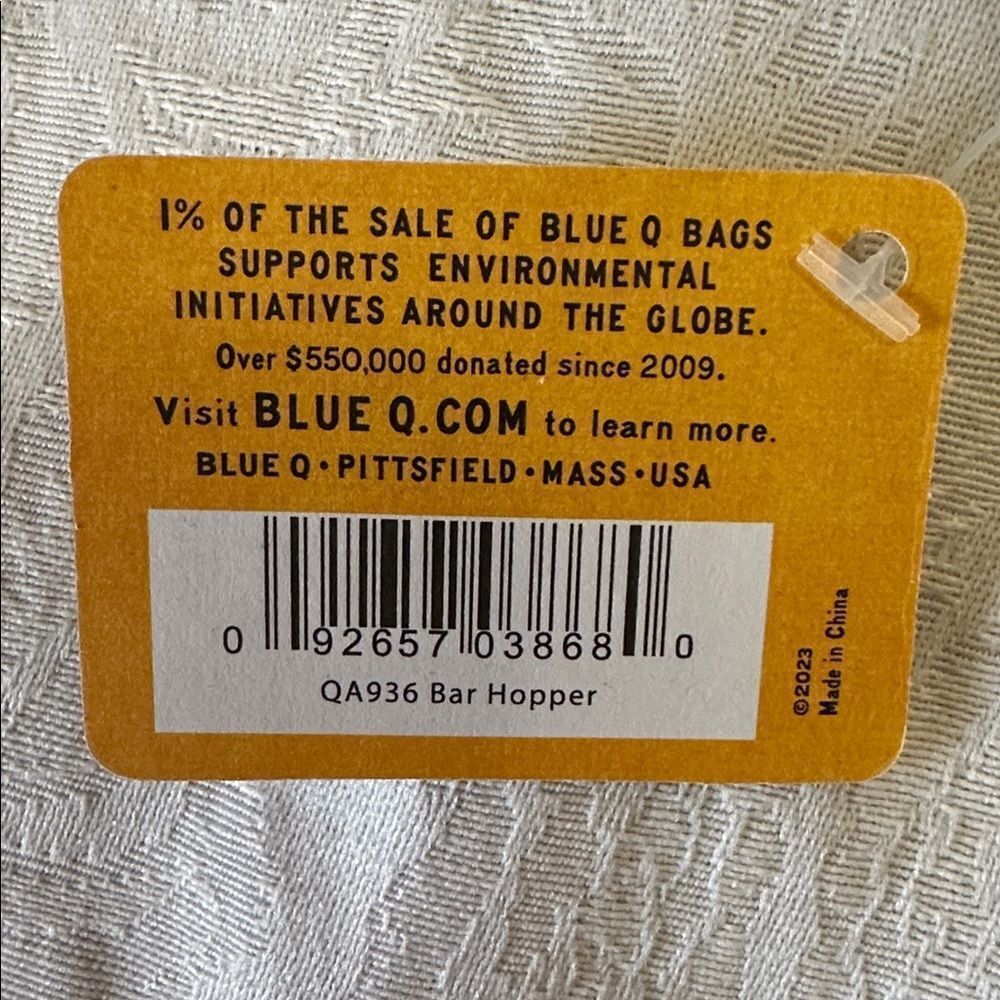 1% OF THE SALE OF BLUE Q BAGS
SUPPORTS ENVIRONMENTAL
INITIATIVES AROUND THE GLOBE.
Over $550,000 donated since 2009.
Visit BLUE Q.COM to learn more.
BLUE Q • PITTSFIELD • MASS • USA
0 92657 03868 0
QA936 Bar Hopper
©2023
Made in China